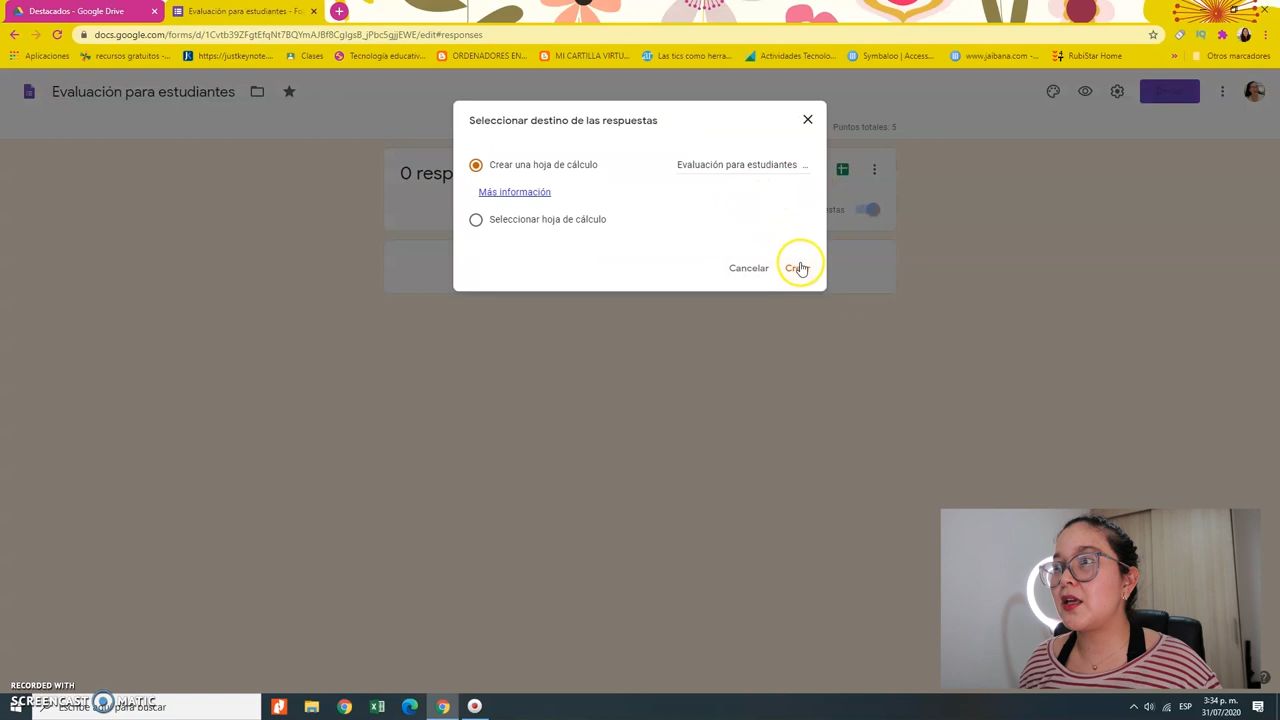 Destacados - Google Drive
Evaluación para estudiantes - Fo
docs.google.com/forms/d/1Cvtb39ZFgtEfqNt7BQYmAJBf8CgIgsB_jPbc5gjjEWE/edit#responses
Aplicaciones
recursos gratuitos -...
https://justkeynote...
Clases
Tecnología educativ...
ORDENADORES EN...
MI CARTILLA VIRTU...
Las tics como herra...
Actividades Tecnolo...
Symbaloo | Access...
www.jaibana.com -...
RubiStar Home
»
Otros marcadores
Evaluación para estudiantes
Puntos totales: 5
Seleccionar destino de las respuestas
Crear una hoja de cálculo
Evaluación para estudiantes ...
0 resp
Más información
Seleccionar hoja de cálculo
Cancelar
RECORDED WITH
SCREENCAST MATIC
Escribe aquí para buscar
ESP
3:34 p. m.
31/07/2020